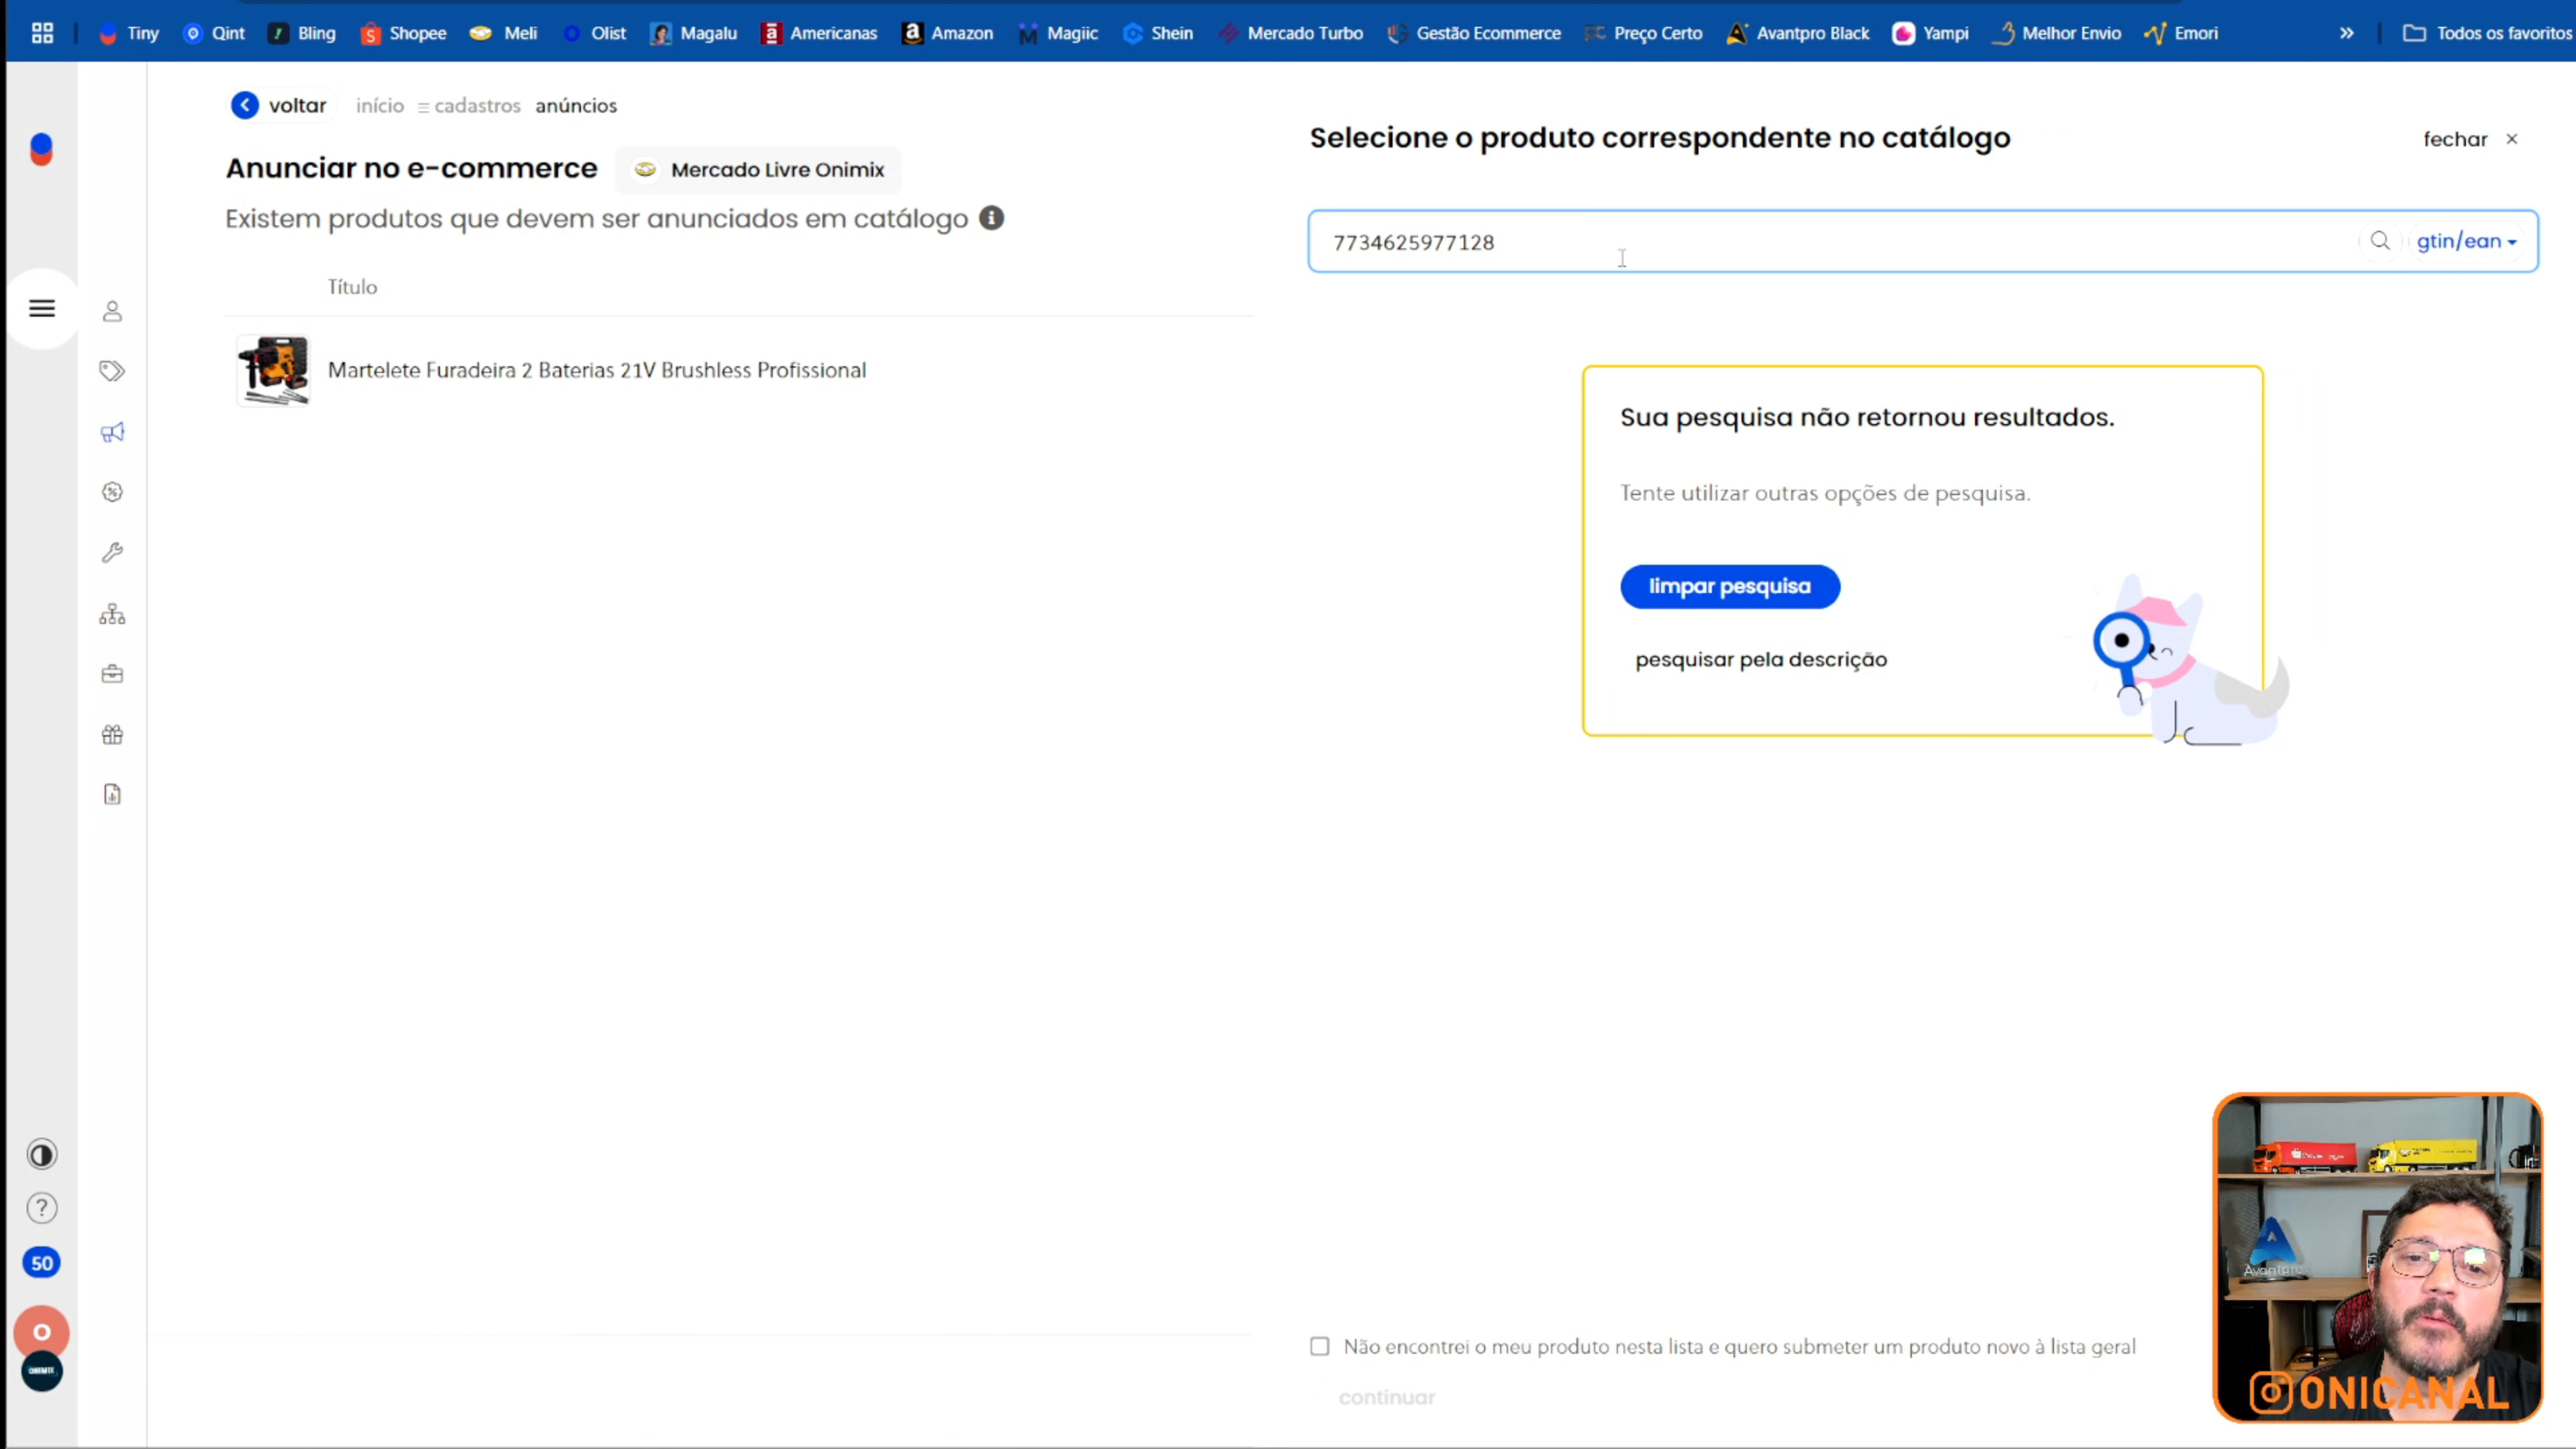 Tiny Qint Bling Shopee Meli Olist Magalu Americanas Amazon Magiic Shein Mercado Turbo Gestão Ecommerce Preço Certo Avantpro Black Yampi Melhor Envio Emori » Todos os favoritos
voltar início cadastros anúncios
Anunciar no e-commerce Mercado Livre Onimix
Existem produtos que devem ser anunciados em catálogo
Título
Martelete Furadeira 2 Baterias 21V Brushless Profissional
50
O
ONIMIX
Selecione o produto correspondente no catálogo
fechar ×
7734625977128
gtin/ean
Sua pesquisa não retornou resultados.
Tente utilizar outras opções de pesquisa.
limpar pesquisa
pesquisar pela descrição
Não encontrei o meu produto nesta lista e quero submeter um produto novo à lista geral
continuar
Avantpro
ONICANAL